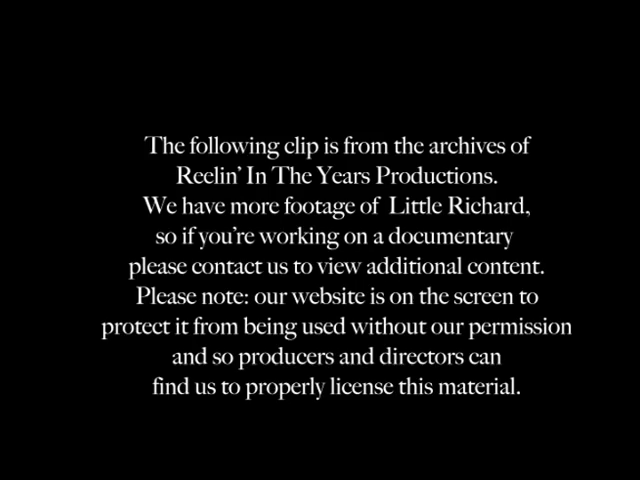 The following clip is from the archives of
Reelin' In The Years Productions.
We have more footage of Little Richard,
so if you're working on a documentary
please contact us to view additional content.
Please note: our website is on the screen to
protect it from being used without our permission
and so producers and directors can
find us to properly license this material.